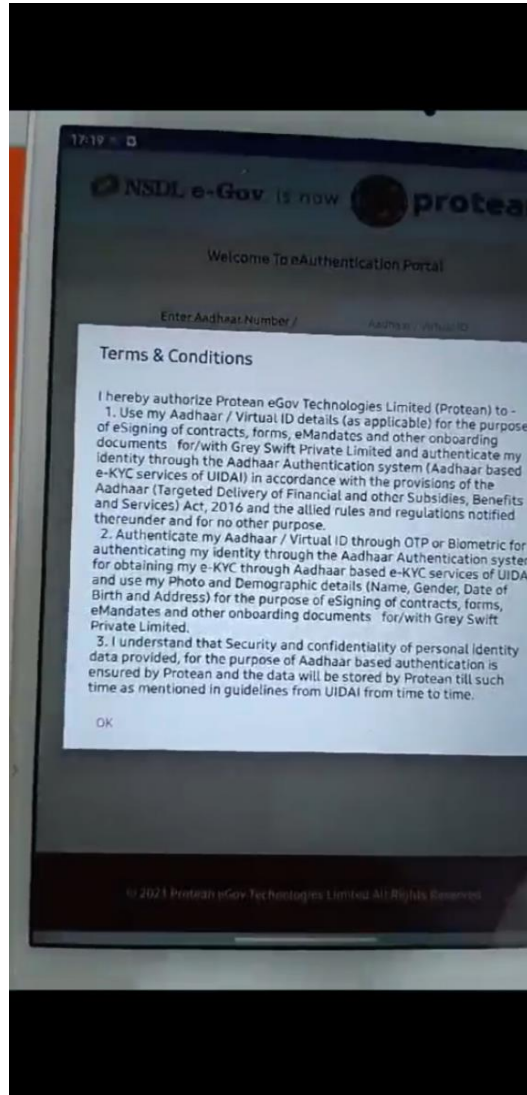 17:19
NSDL e-Gov is now protea
Welcome To eAuthentication Portal
Enter Aadhaar Number /
Aadhaar / Virtual ID
Terms & Conditions
I hereby authorize Protean eGov Technologies Limited (Protean) to -
1. Use my Aadhaar / Virtual ID details (as applicable) for the purpose
of eSigning of contracts, forms, eMandates and other onboarding
documents for/with Grey Swift Private Limited and authenticate my
identity through the Aadhaar Authentication system (Aadhaar based
e-KYC services of UIDAI) in accordance with the provisions of the
Aadhaar (Targeted Delivery of Financial and other Subsidies, Benefits
and Services) Act, 2016 and the allied rules and regulations notified
thereunder and for no other purpose.
2. Authenticate my Aadhaar / Virtual ID through OTP or Biometric for
authenticating my identity through the Aadhaar Authentication syste
for obtaining my e-KYC through Aadhaar based e-KYC services of UIDA
and use my Photo and Demographic details (Name, Gender, Date of
Birth and Address) for the purpose of eSigning of contracts, forms,
eMandates and other onboarding documents for/with Grey Swift
Private Limited.
3. I understand that Security and confidentiality of personal identity
data provided, for the purpose of Aadhaar based authentication is
ensured by Protean and the data will be stored by Protean till such
time as mentioned in guidelines from UIDAI from time to time.
OK
© 2021 Protean eGov Technologies Limited All Rights Reserved